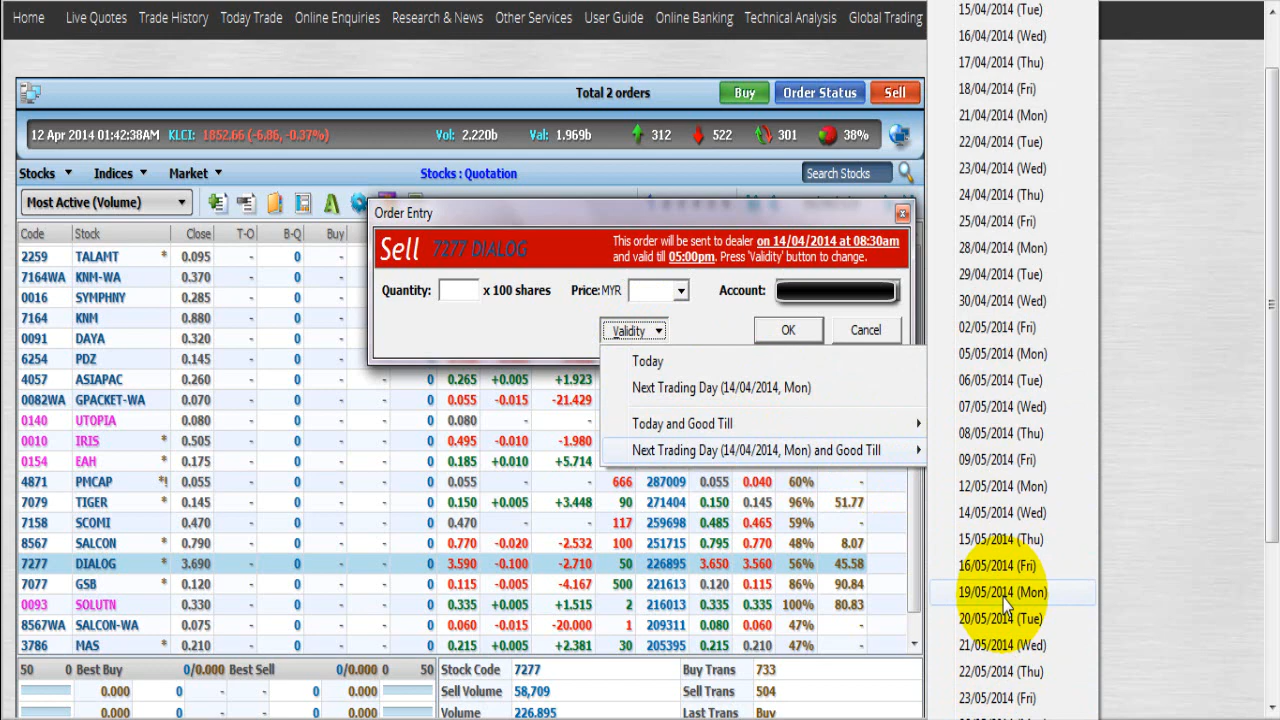 Home Live Quotes Trade History Today Trade Online Enquiries Research & News Other Services User Guide Online Banking Technical Analysis Global Trading
Total 2 orders Buy Order Status Sell
12 Apr 2014 01:42:38AM KLCI: 1852.66 (-6.86, -0.37%) Vol: 2.220b Val: 1.969b 312 522 301 38%
Stocks Indices Market Stocks : Quotation Search Stocks
Most Active (Volume)
Code Stock Close T-O B-Q Buy
2259 TALAMT * 0.095 - 0 -
7164WA KNM-WA 0.370 - 0 -
0016 SYMPHNY 0.285 - 0 -
7164 KNM 0.880 - 0 -
0091 DAYA 0.320 - 0 -
6254 PDZ 0.145 - 0 -
4057 ASIAPAC 0.260 - 0 - 0 0.265 +0.005 +1.923
0082WA GPACKET-WA 0.070 - 0 - 0 0.055 -0.015 -21.429
0140 UTOPIA 0.080 - 0 - 0 0.080 - -
0010 IRIS * 0.505 - 0 - 0 0.495 -0.010 -1.980
0154 EAH * 0.175 - 0 - 0 0.185 +0.010 +5.714
4871 PMCAP *! 0.055 - 0 - 0 0.055 - - 666 287009 0.055 0.040 60% -
7079 TIGER * 0.145 - 0 - 0 0.150 +0.005 +3.448 90 271404 0.150 0.145 96% 51.77
7158 SCOMI 0.470 - 0 - 0 0.470 - - 117 259698 0.485 0.465 59% -
8567 SALCON * 0.790 - 0 - 0 0.770 -0.020 -2.532 100 251715 0.795 0.770 48% 8.07
7277 DIALOG * 3.690 - 0 - 0 3.590 -0.100 -2.710 50 226895 3.650 3.560 56% 45.58
7077 GSB * 0.120 - 0 - 0 0.115 -0.005 -4.167 500 221613 0.120 0.115 86% 90.84
0093 SOLUTN * 0.330 - 0 - 0 0.335 +0.005 +1.515 2 216013 0.335 0.335 100% 80.83
8567WA SALCON-WA 0.075 - 0 - 0 0.060 -0.015 -20.000 1 209311 0.080 0.060 47% -
3786 MAS * 0.210 - 0 - 0 0.215 +0.005 +2.381 30 205395 0.215 0.210 47% -
50 0 Best Buy 0/0.000 Best Sell 0/0.000 0 50
0.000 0 - - 0 0.000
0.000 0 - - 0 0.000
Stock Code 7277 Buy Trans 733
Sell Volume 58,709 Sell Trans 504
Volume 226,895 Last Trans Buy
Order Entry
Sell 7277 DIALOG
This order will be sent to dealer on 14/04/2014 at 08:30am
and valid till 05:00pm. Press 'Validity' button to change.
Quantity: x 100 shares Price:MYR Account:
Validity OK Cancel
Today
Next Trading Day (14/04/2014, Mon)
Today and Good Till
Next Trading Day (14/04/2014, Mon) and Good Till
15/04/2014 (Tue)
16/04/2014 (Wed)
17/04/2014 (Thu)
18/04/2014 (Fri)
21/04/2014 (Mon)
22/04/2014 (Tue)
23/04/2014 (Wed)
24/04/2014 (Thu)
25/04/2014 (Fri)
28/04/2014 (Mon)
29/04/2014 (Tue)
30/04/2014 (Wed)
02/05/2014 (Fri)
05/05/2014 (Mon)
06/05/2014 (Tue)
07/05/2014 (Wed)
08/05/2014 (Thu)
09/05/2014 (Fri)
12/05/2014 (Mon)
14/05/2014 (Wed)
15/05/2014 (Thu)
16/05/2014 (Fri)
19/05/2014 (Mon)
20/05/2014 (Tue)
21/05/2014 (Wed)
22/05/2014 (Thu)
23/05/2014 (Fri)